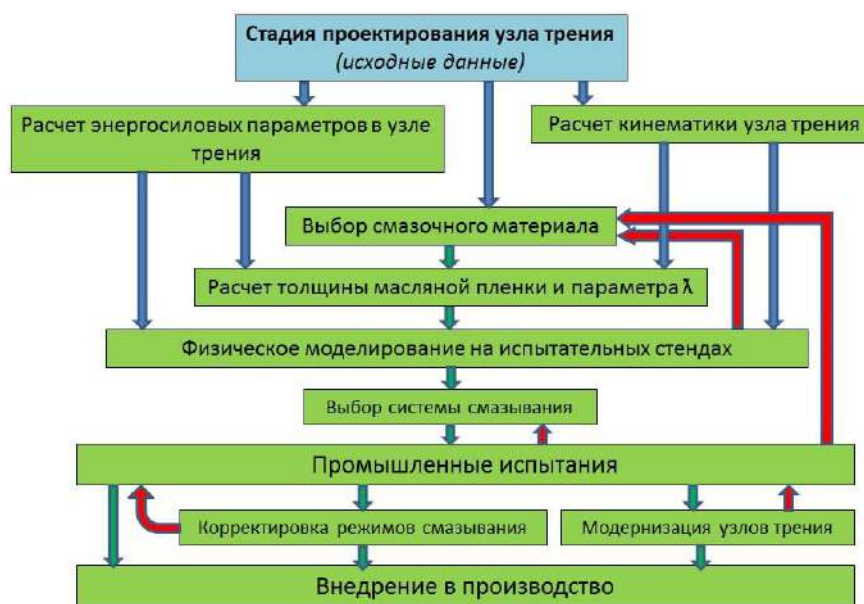 Стадия проектирования узла трения
(исходные данные)
Расчет энергосиловых параметров в узле
трения
Расчет кинематики узла трения
Выбор смазочного материала
Расчет толщины масляной пленки и параметра λ
Физическое моделирование на испытательных стендах
Выбор системы смазывания
Промышленные испытания
Корректировка режимов смазывания
Модернизация узлов трения
Внедрение в производство